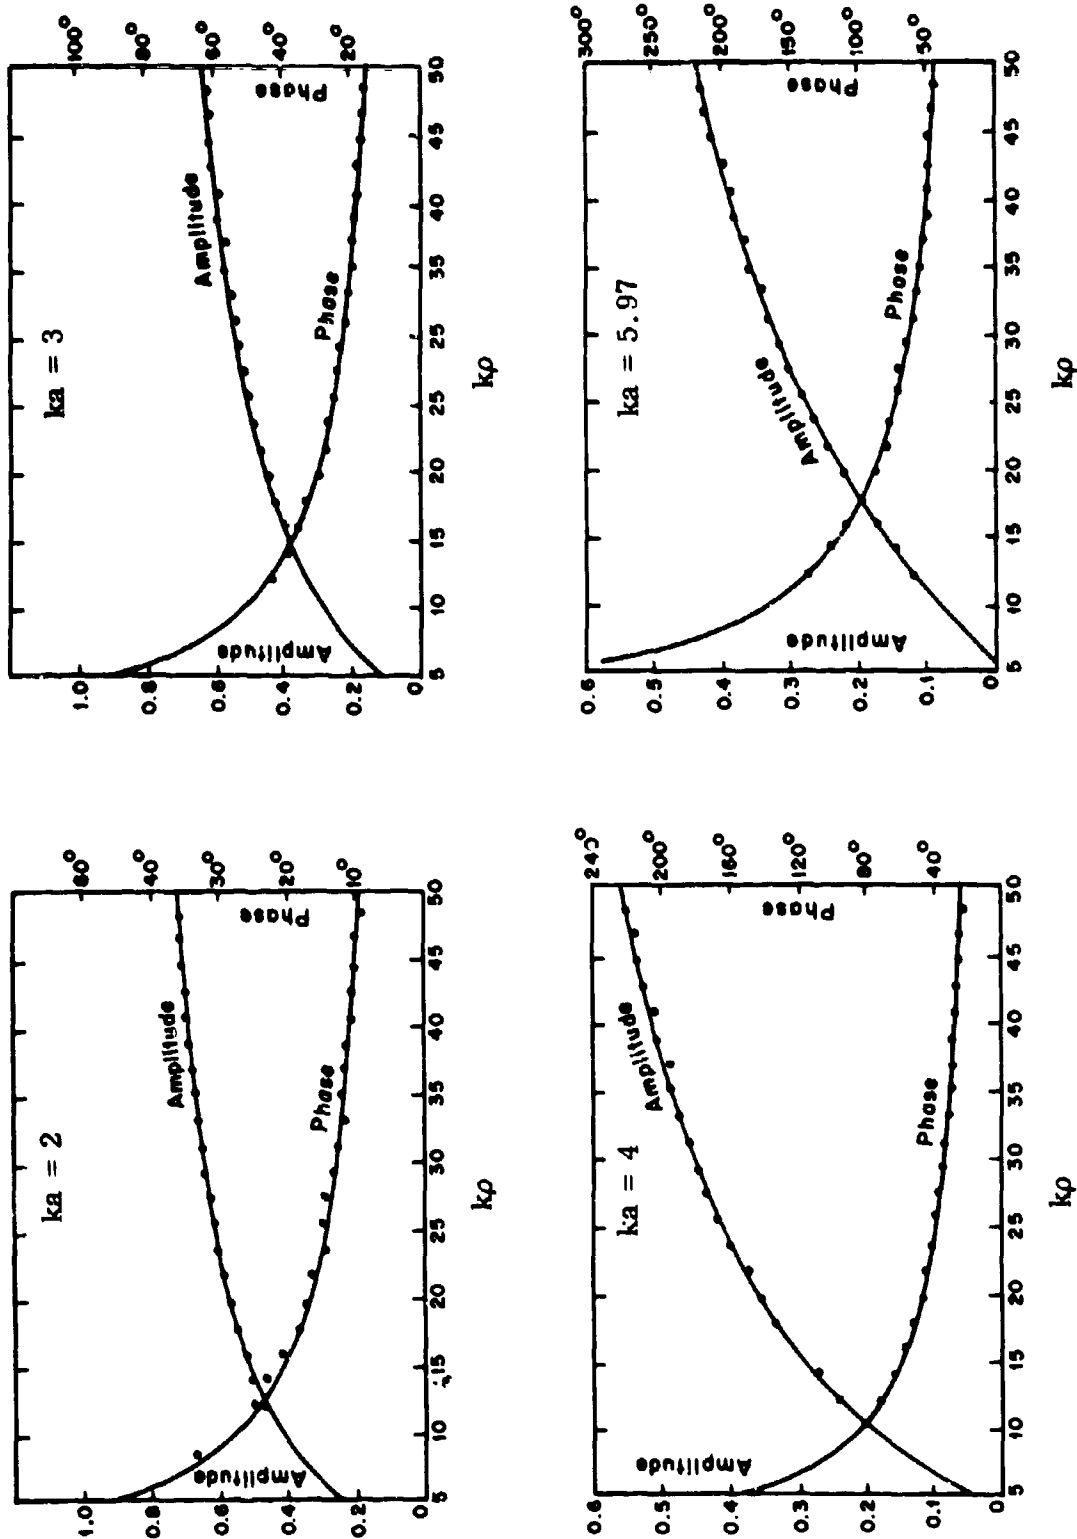 ka = 2
1.0
0.8
0.6
0.4
0.2
0
Amplitude
Amplitude
Phase
Phase
50°
40°
30°
20°
10°
5 10 15 20 25 30 35 40 45 50
kρ
ka = 3
1.0
0.8
0.6
0.4
0.2
0
Amplitude
Amplitude
Phase
Phase
100°
80°
60°
40°
20°
5 10 15 20 25 30 35 40 45 50
kρ
ka = 4
0.6
0.5
0.4
0.3
0.2
0.1
0
Amplitude
Amplitude
Phase
Phase
240°
200°
160°
120°
80°
40°
5 10 15 20 25 30 35 40 45 50
kρ
ka = 5.97
0.6
0.5
0.4
0.3
0.2
0.1
0
Amplitude
Amplitude
Phase
Phase
300°
250°
200°
150°
100°
50°
5 10 15 20 25 30 35 40 45 50
kρ